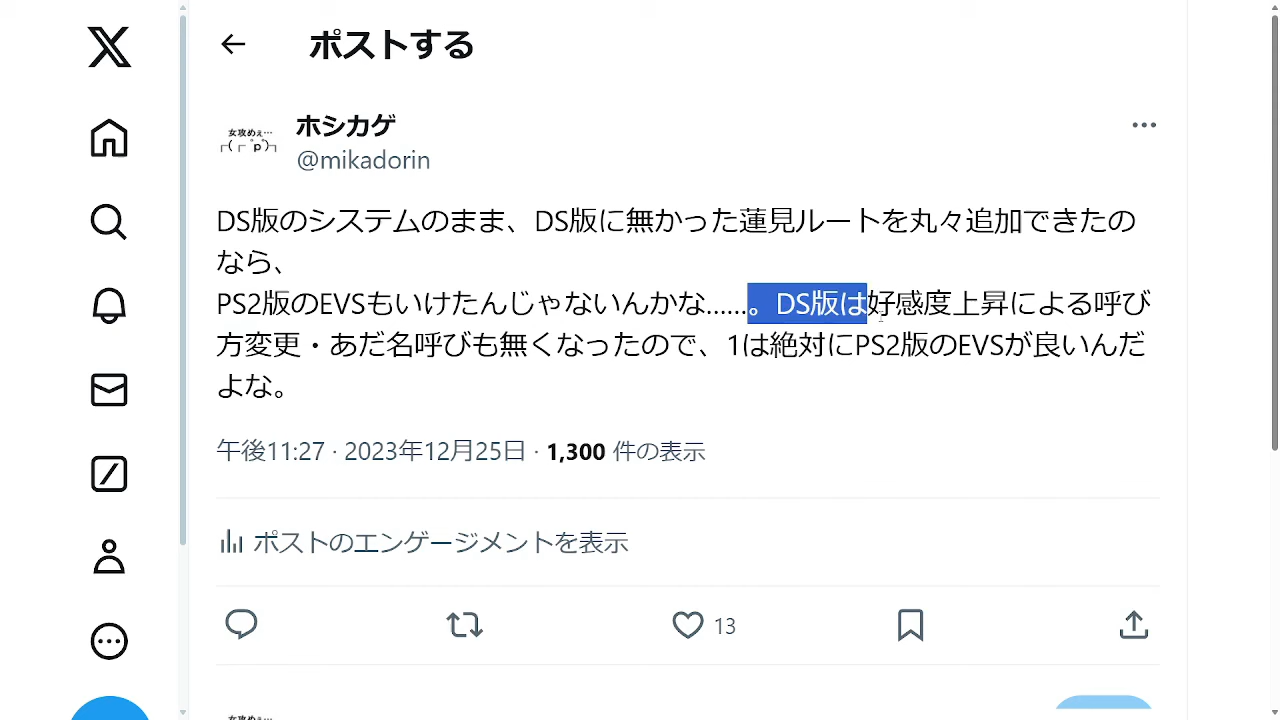 ポストする
女攻めぇ…
ホシカゲ
@mikadorin
DS版のシステムのまま、DS版に無かった蓮見ルートを丸々追加できたの
なら、
PS2版のEVSもいけたんじゃないんかな……。DS版は好感度上昇による呼び
方変更・あだ名呼びも無くなったので、1は絶対にPS2版のEVSが良いんだ
よな。
午後11:27 · 2023年12月25日 · 1,300 件の表示
ポストのエンゲージメントを表示
13